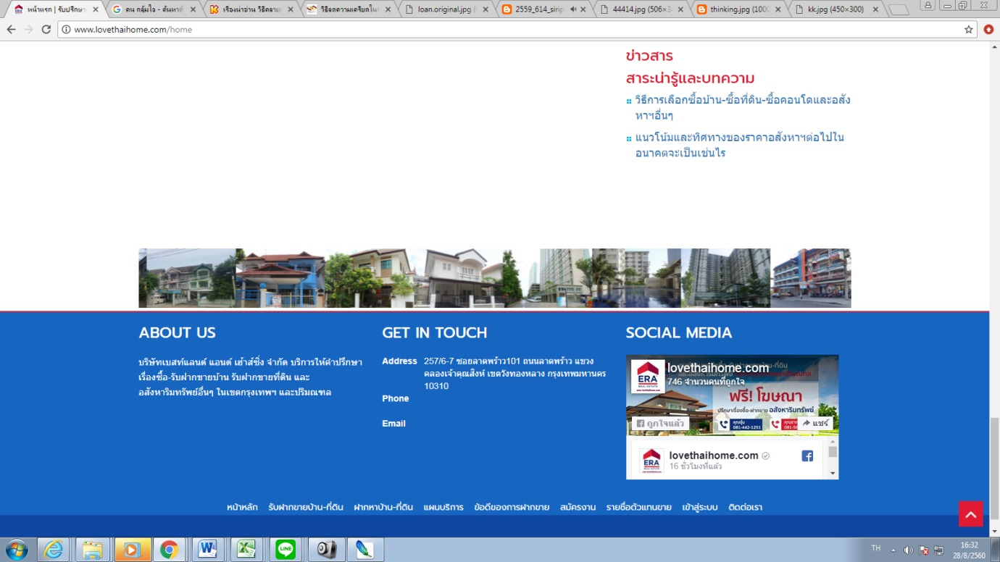 หน้าแรก | รับปรึกษา
คน กลุ้มใจ - ค้นหาด้
เรื่องน่าอ่าน วิธีคลาย
วิธีลดความเครียดใน
loan.original.jpg
2559_614_sirip
44414.jpg (506×3
thinking.jpg (1000
kk.jpg (450×300)
www.lovethaihome.com/home
ข่าวสาร
สาระน่ารู้และบทความ
วิธีการเลือกซื้อบ้าน-ซื้อที่ดิน-ซื้อคอนโดและอสัง
หาฯอื่นๆ
แนวโน้มและทิศทางของราคาอสังหาฯต่อไปใน
อนาคตจะเป็นเช่นไร
ABOUT US
บริษัทเบสท์แลนด์ แอนด์ เฮ้าส์ซิ่ง จำกัด บริการให้คำปรึกษา
เรื่องซื้อ-รับฝากขายบ้าน รับฝากขายที่ดิน และ
อสังหาริมทรัพย์อื่นๆ ในเขตกรุงเทพฯ และปริมณฑล
GET IN TOUCH
Address 257/6-7 ซอยลาดพร้าว101 ถนนลาดพร้าว แขวง
คลองเจ้าคุณสิงห์ เขตวังทองหลาง กรุงเทพมหานคร
10310
Phone
Email
SOCIAL MEDIA
lovethaihome.com
746 จำนวนคนที่ถูกใจ
ERA
REAL ESTATE
ฟรี! โฆษณา
ปรึกษาเรื่องซื้อ-ฝากขาย อสังหาริมทรัพย์
ถูกใจแล้ว
คุณจุ๋ม
081-442-1251
แชร์
ERA
lovethaihome.com
16 ชั่วโมงที่แล้ว
หน้าหลัก รับฝากขายบ้าน-ที่ดิน ฝากหาบ้าน-ที่ดิน แผนบริการ ข้อดีของการฝากขาย สมัครงาน รายชื่อตัวแทนขาย เข้าสู่ระบบ ติดต่อเรา
LINE
TH
16:32
28/8/2560